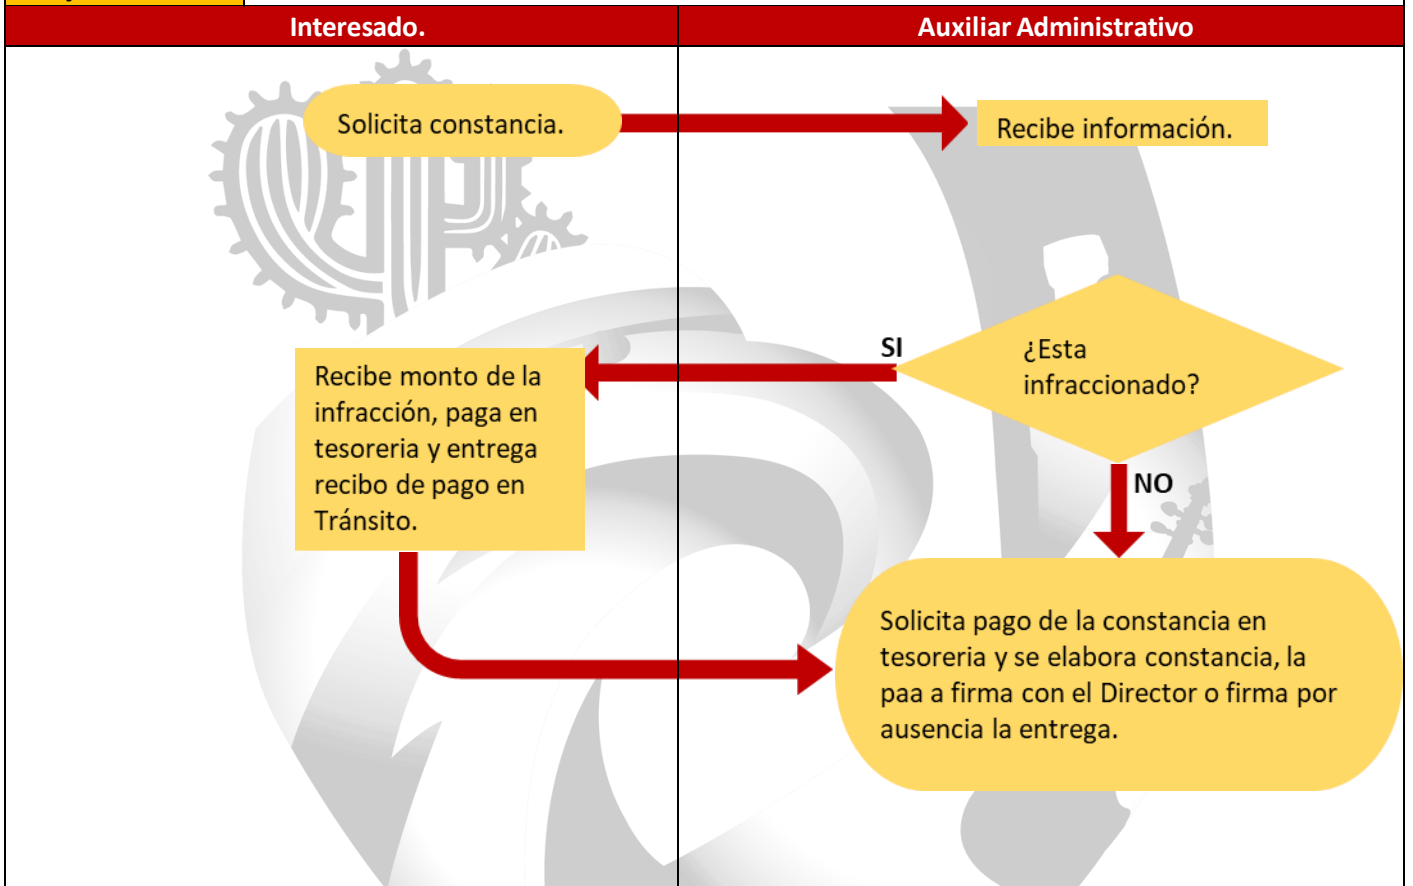 Interesado.
Auxiliar Administrativo
Solicita constancia.
Recibe información.
SI
¿Esta
infraccionado?
Recibe monto de la
infracción, paga en
tesoreria y entrega
recibo de pago en
Tránsito.
NO
Solicita pago de la constancia en
tesoreria y se elabora constancia, la
paa a firma con el Director o firma por
ausencia la entrega.